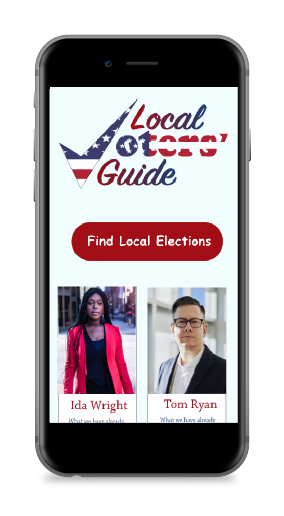 Local
Voters'
Guide
Find Local Elections
Ida Wright
Tom Ryan
What we have already
What we have already